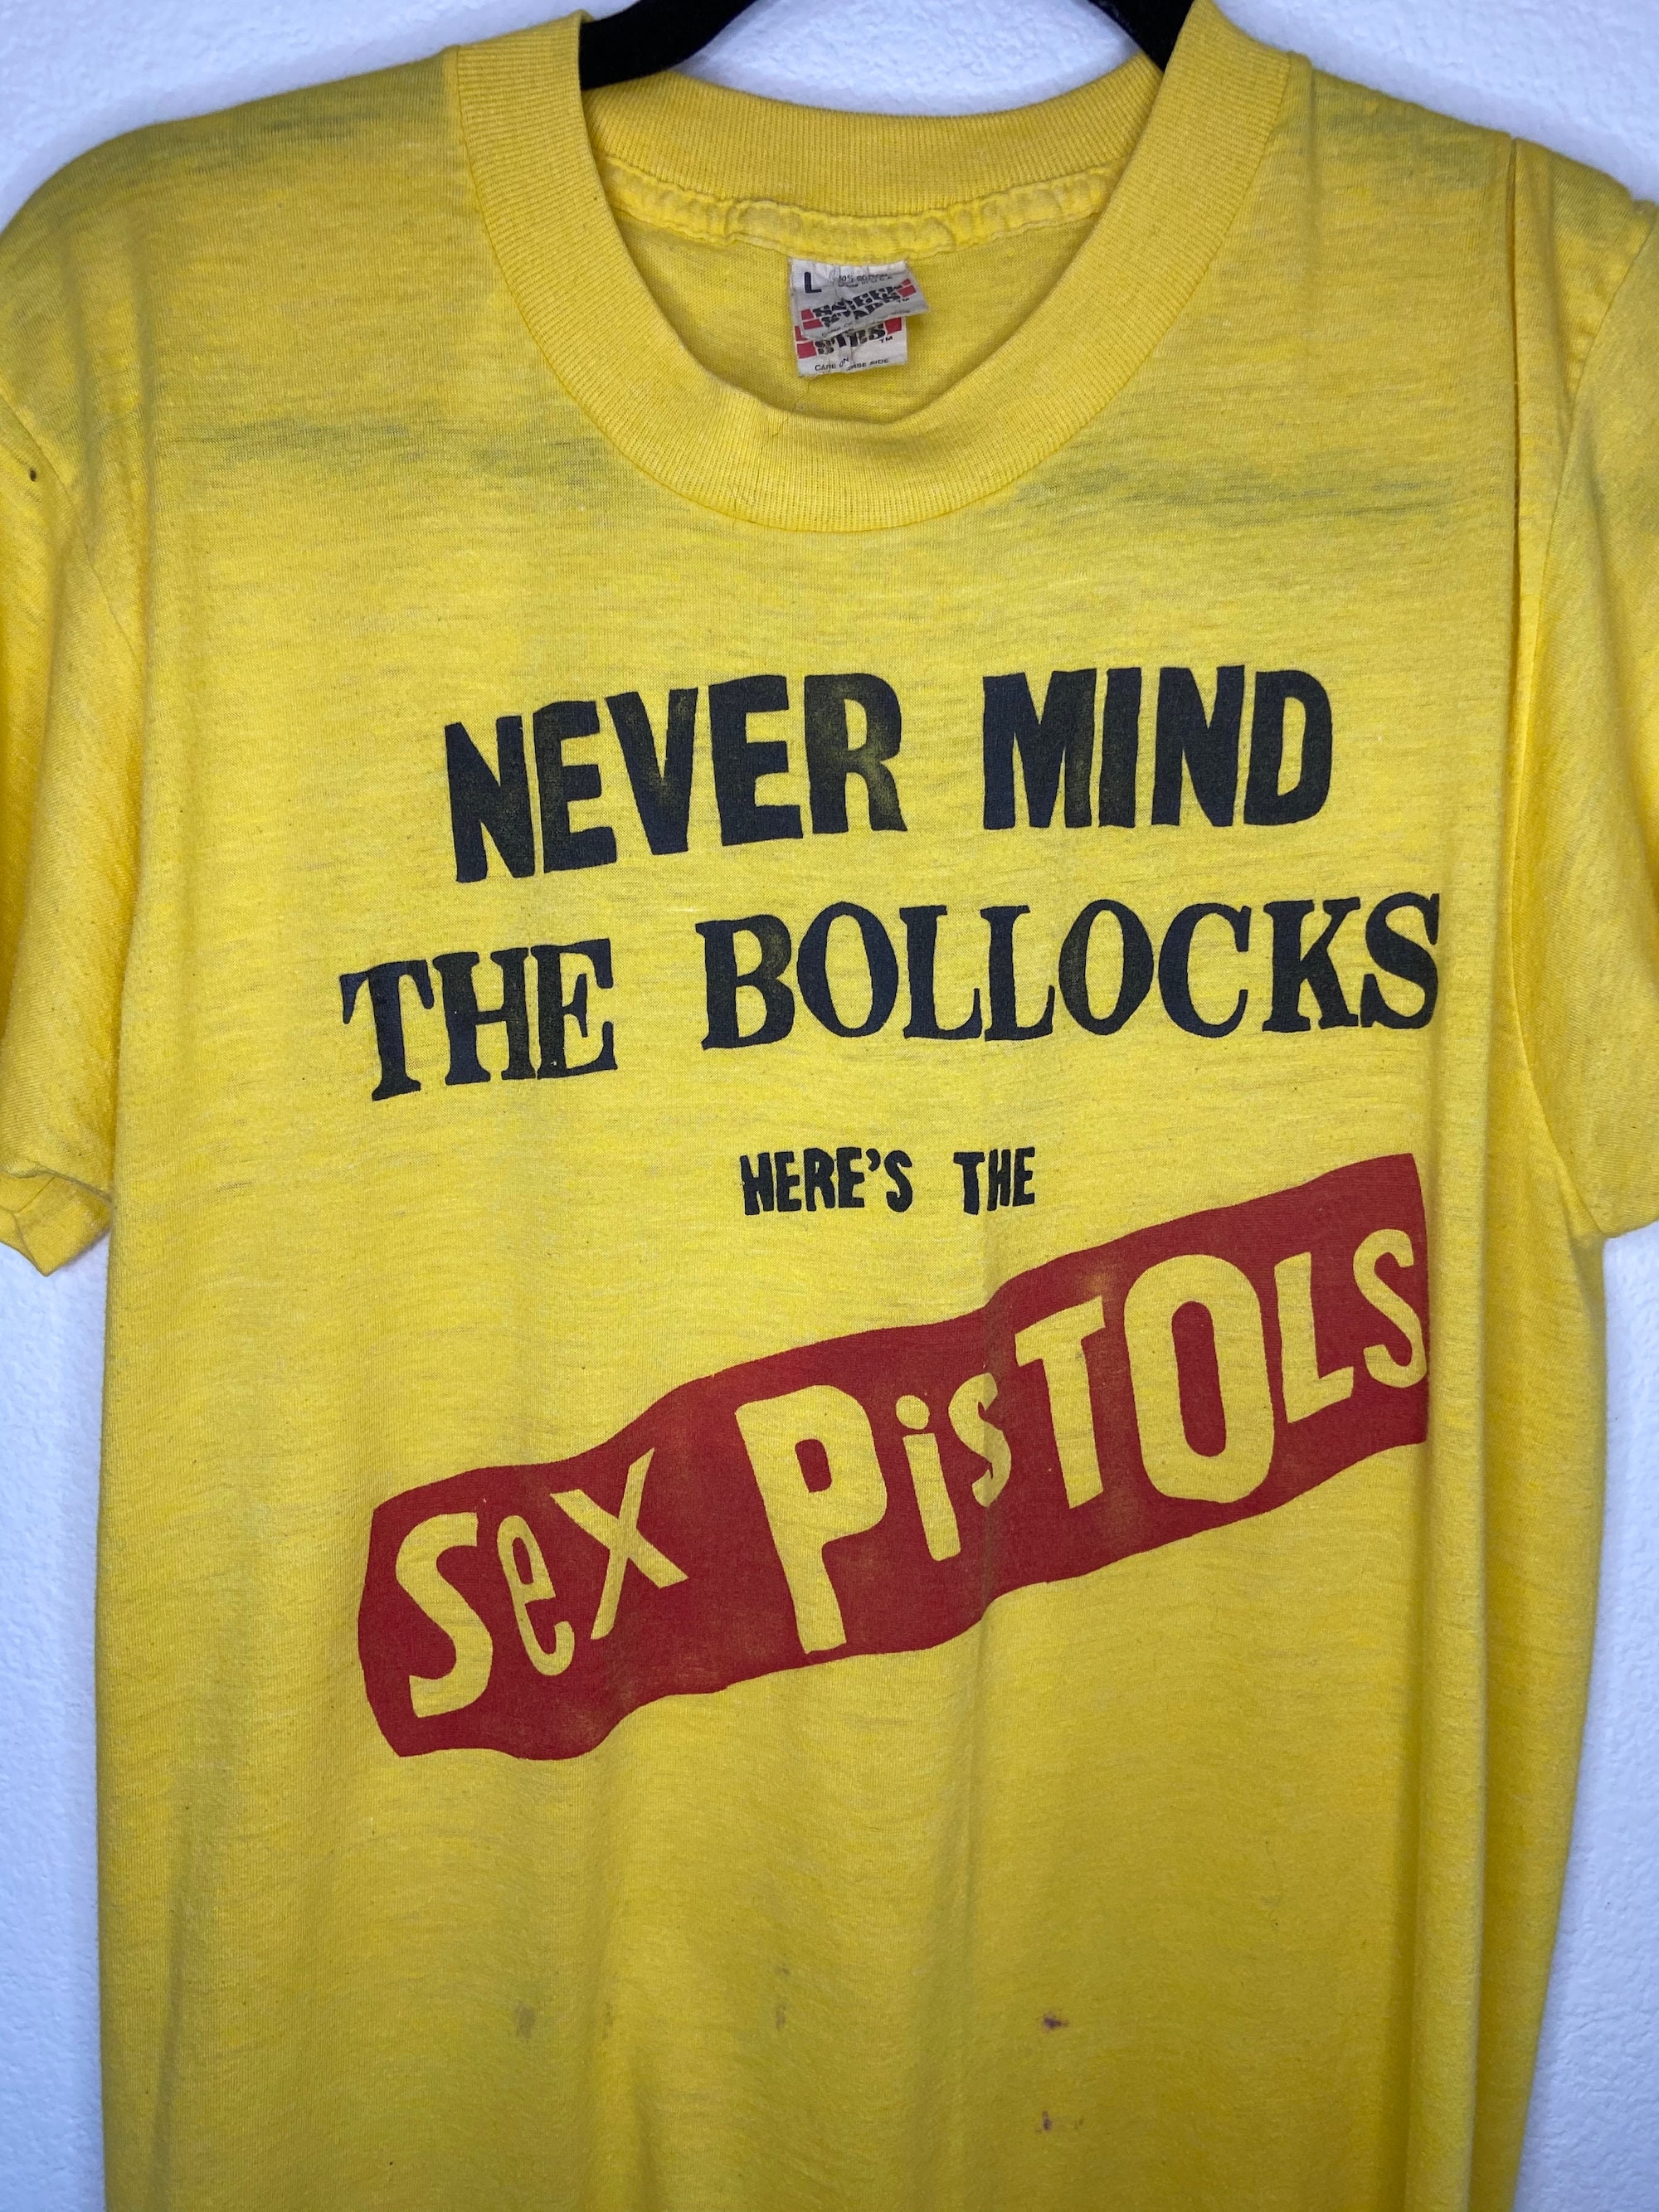 L
NEVER MIND
THE BOLLOCKS
HERE'S THE
Sex PisTOLS